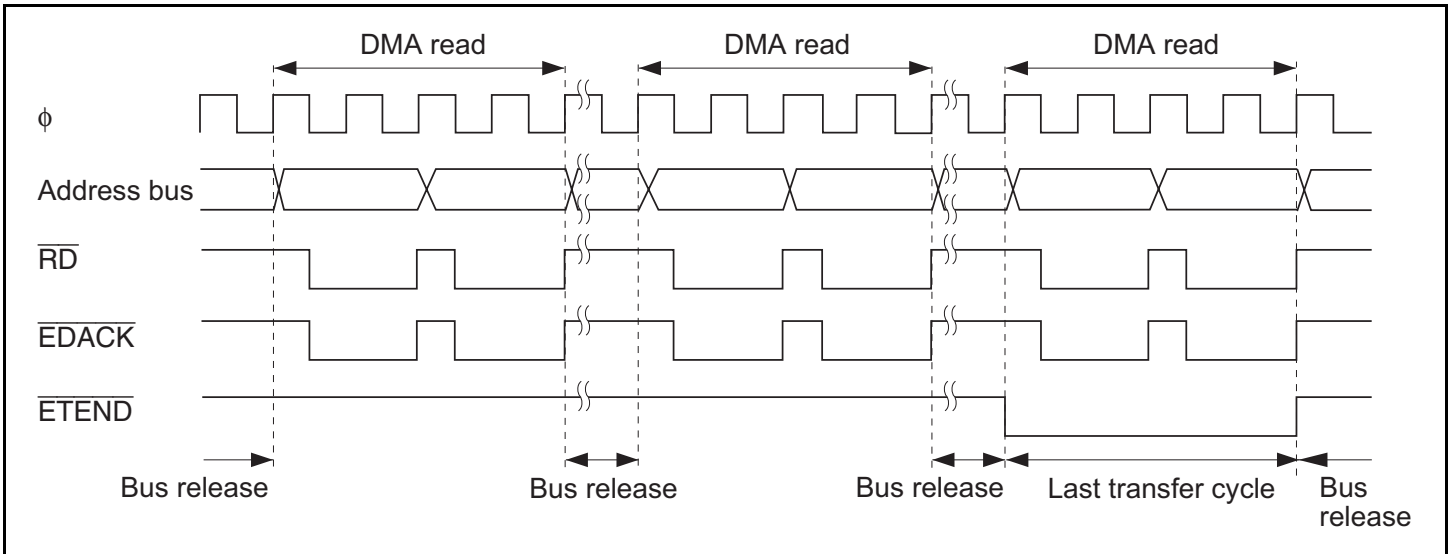 DMA read DMA read DMA read
ϕ
Address bus
RD
EDACK
ETEND
Bus release Bus release Bus release Last transfer cycle Bus
release